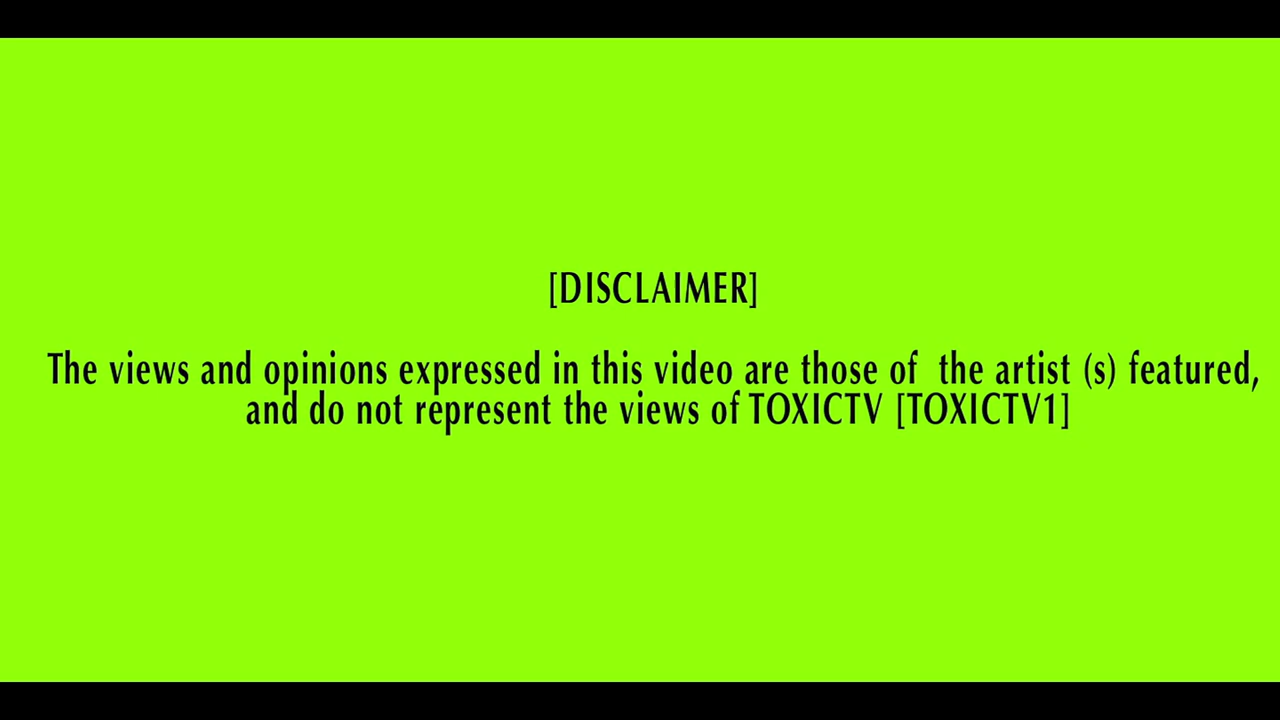 [DISCLAIMER]
The views and opinions expressed in this video are those of  the artist (s) featured,
and do not represent the views of TOXICTV [TOXICTV1]